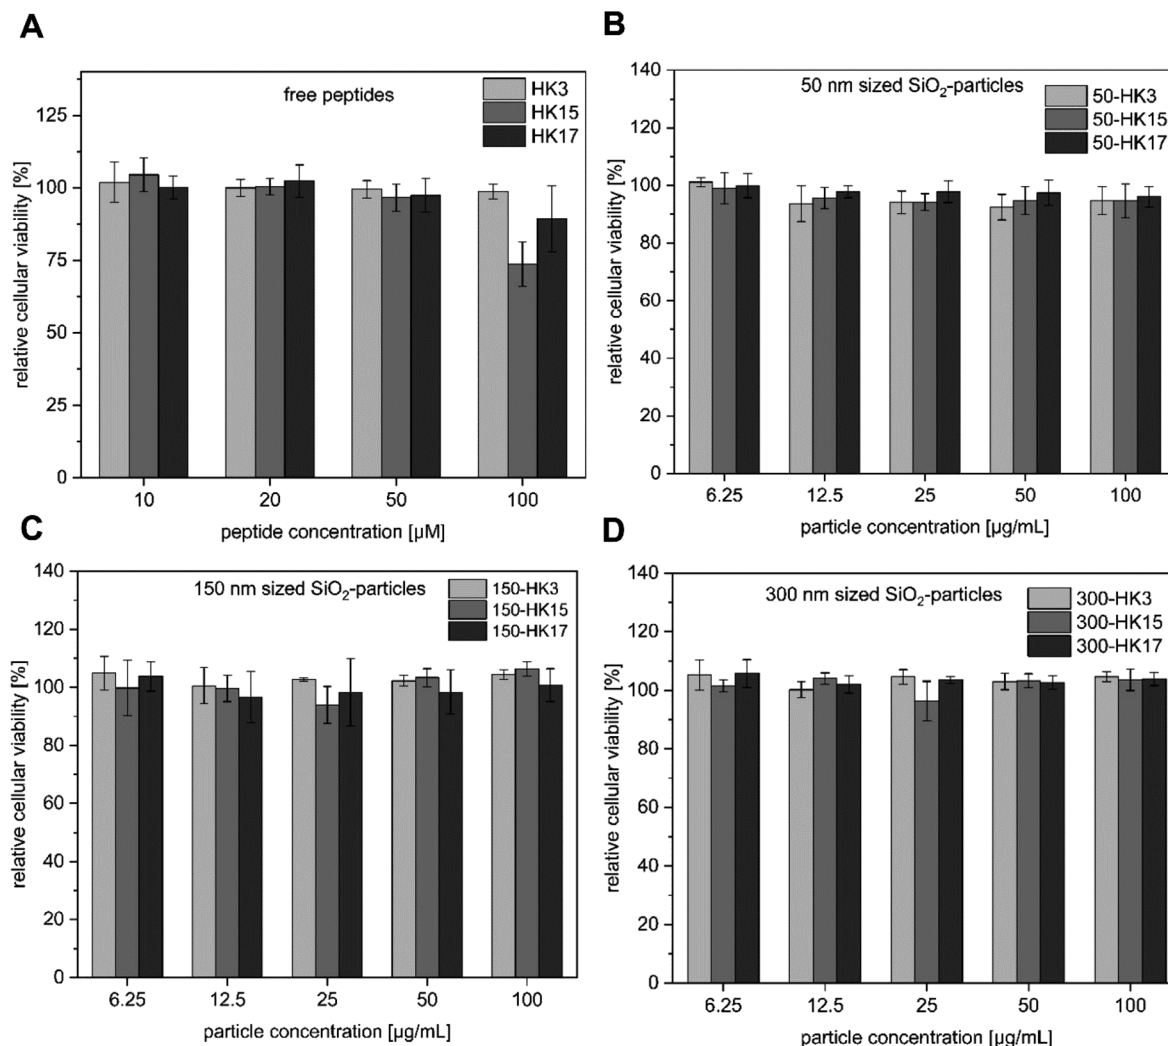 A
free peptides
HK3
HK15
HK17
relative cellular viability [%]
125
100
75
50
25
0
10 20 50 100
peptide concentration [µM]
B
50 nm sized SiO₂-particles
50-HK3
50-HK15
50-HK17
relative cellular viability [%]
140
120
100
80
60
40
20
0
6.25 12.5 25 50 100
particle concentration [µg/mL]
C
150 nm sized SiO₂-particles
150-HK3
150-HK15
150-HK17
relative cellular viability [%]
140
120
100
80
60
40
20
0
6.25 12.5 25 50 100
particle concentration [µg/mL]
D
300 nm sized SiO₂-particles
300-HK3
300-HK15
300-HK17
relative cellular viability [%]
140
120
100
80
60
40
20
0
6.25 12.5 25 50 100
particle concentration [µg/mL]